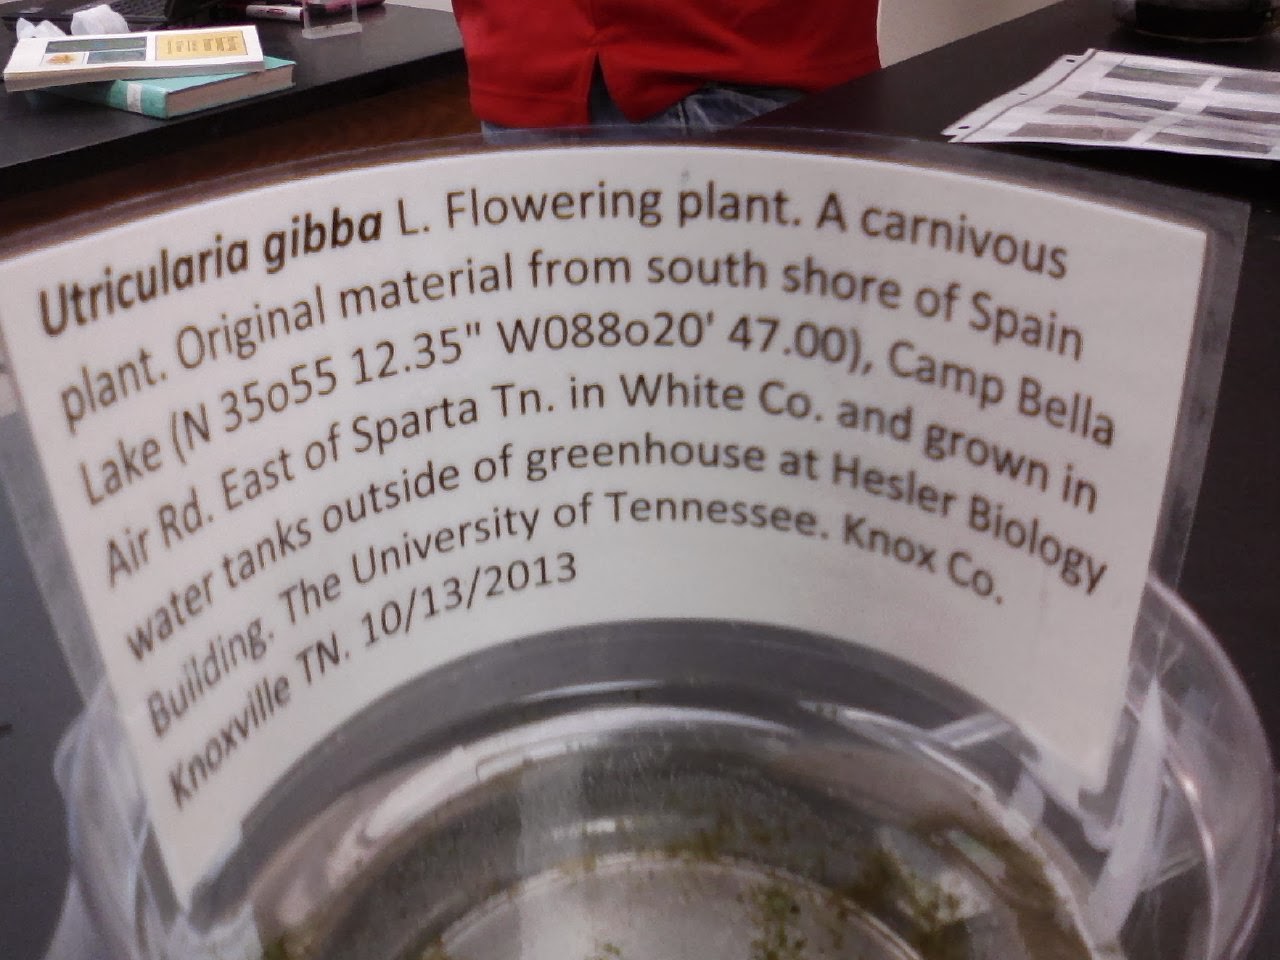 Utricularia gibba L. Flowering plant. A carnivous
plant. Original material from south shore of Spain
Lake (N 35o55 12.35" W088o20' 47.00), Camp Bella
Air Rd. East of Sparta Tn. in White Co. and grown in
water tanks outside of greenhouse at Hesler Biology
Building. The University of Tennessee. Knox Co.
Knoxville TN. 10/13/2013